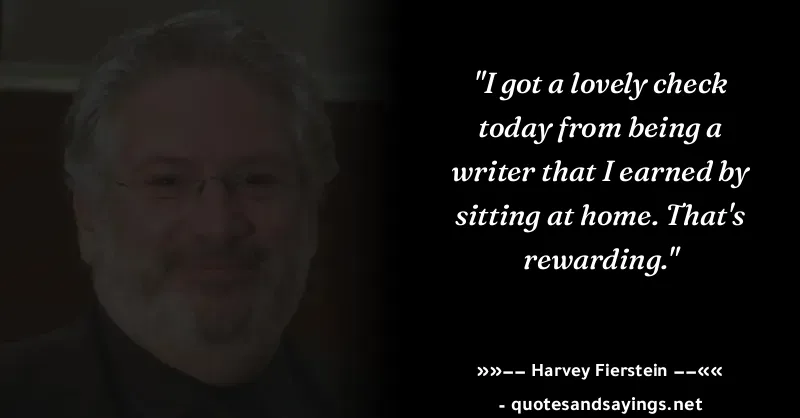 "I got a lovely check
today from being a
writer that I earned by
sitting at home. That's
rewarding."
»»−− Harvey Fierstein −−««
- quotesandsayings.net